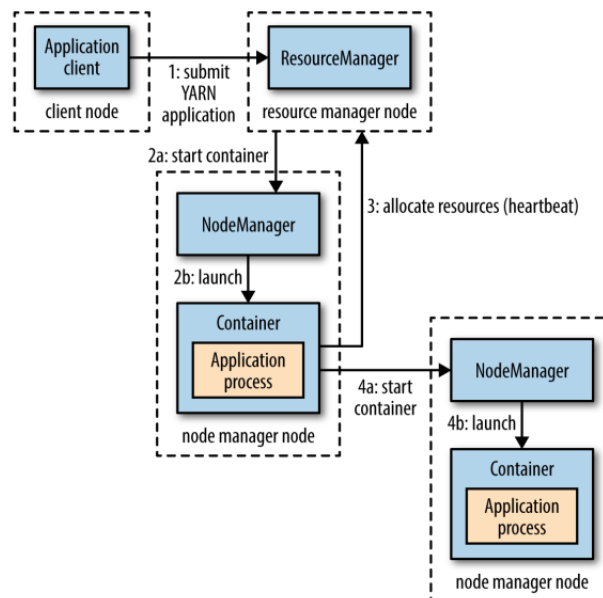 Application
client
client node
1: submit
YARN
application
ResourceManager
resource manager node
2a: start container
3: allocate resources (heartbeat)
NodeManager
2b: launch
Container
Application
process
node manager node
4a: start
container
NodeManager
4b: launch
Container
Application
process
node manager node